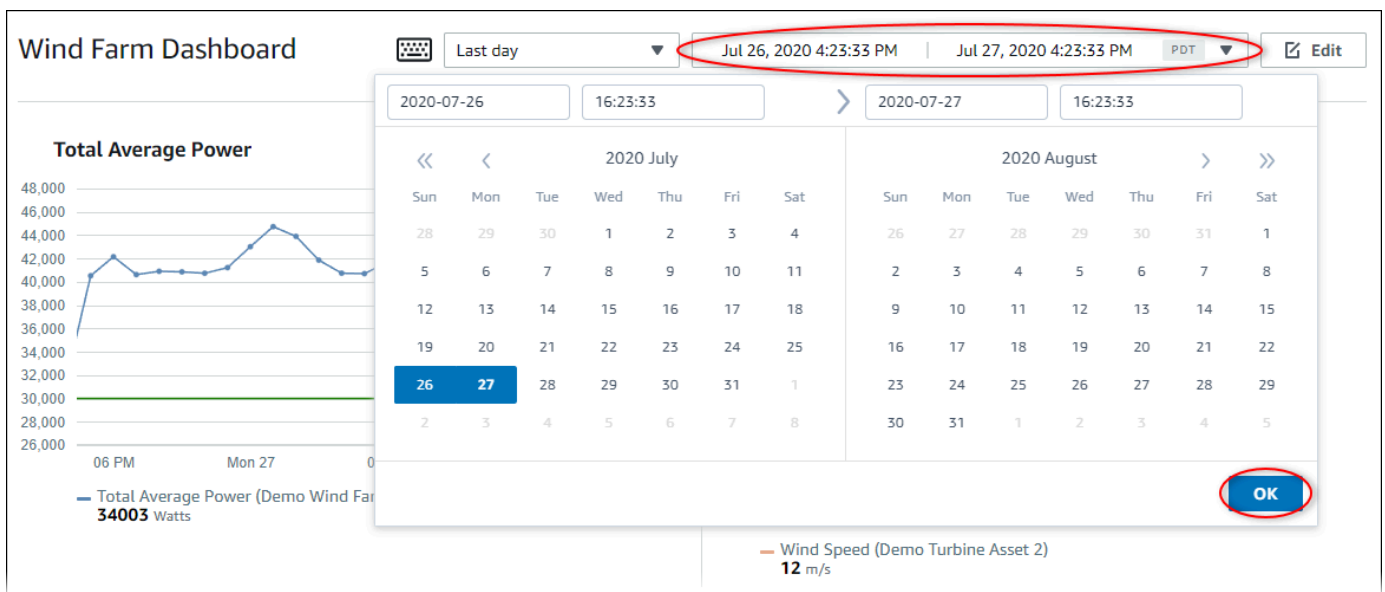 Wind Farm Dashboard
Last day
Jul 26, 2020 4:23:33 PM | Jul 27, 2020 4:23:33 PM PDT
Edit
2020-07-26 16:23:33 2020-07-27 16:23:33
Total Average Power
48,000
46,000
44,000
42,000
40,000
38,000
36,000
34,000
32,000
30,000
28,000
26,000
06 PM Mon 27 0
Total Average Power (Demo Wind Far
34003 Watts
2020 July
Sun Mon Tue Wed Thu Fri Sat
28 29 30 1 2 3 4
5 6 7 8 9 10 11
12 13 14 15 16 17 18
19 20 21 22 23 24 25
26 27 28 29 30 31 1
2 3 4 5 6 7 8
2020 August
Sun Mon Tue Wed Thu Fri Sat
26 27 28 29 30 31 1
2 3 4 5 6 7 8
9 10 11 12 13 14 15
16 17 18 19 20 21 22
23 24 25 26 27 28 29
30 31 1 2 3 4 5
OK
Wind Speed (Demo Turbine Asset 2)
12 m/s